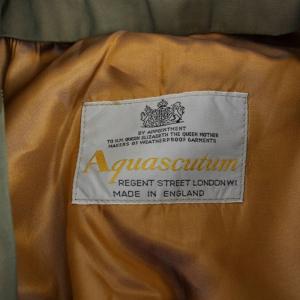 BY APPOINTMENT
TO H.M. QUEEN ELIZABETH THE QUEEN MOTHER
MAKERS OF WEATHERPROOF GARMENTS
Aquascutum
REGENT STREET LONDON W1
MADE IN ENGLAND